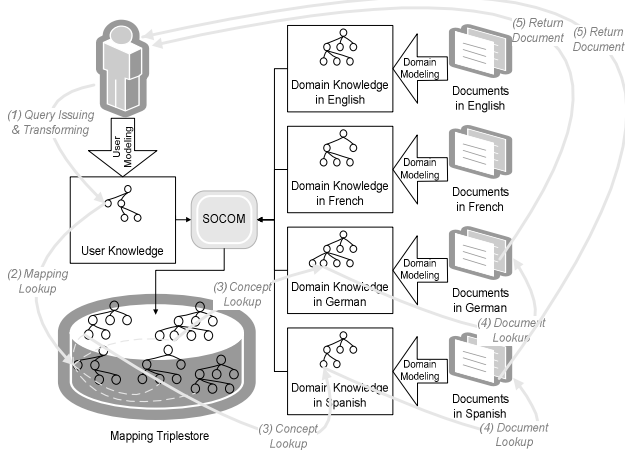 (5) Return
Document
(5) Return
Document
(1) Query Issuing
& Transforming
User
Modeling
Domain Knowledge
in English
Domain
Modeling
Documents
in English
Domain Knowledge
in French
Domain
Modeling
Documents
in French
User Knowledge
SOCOM
(2) Mapping
Lookup
(3) Concept
Lookup
Domain Knowledge
in German
Domain
Modeling
Documents
in German
(4) Document
Lookup
Domain Knowledge
in Spanish
Domain
Modeling
Documents
in Spanish
Mapping Triplestore
(3) Concept
Lookup
(4) Document
Lookup